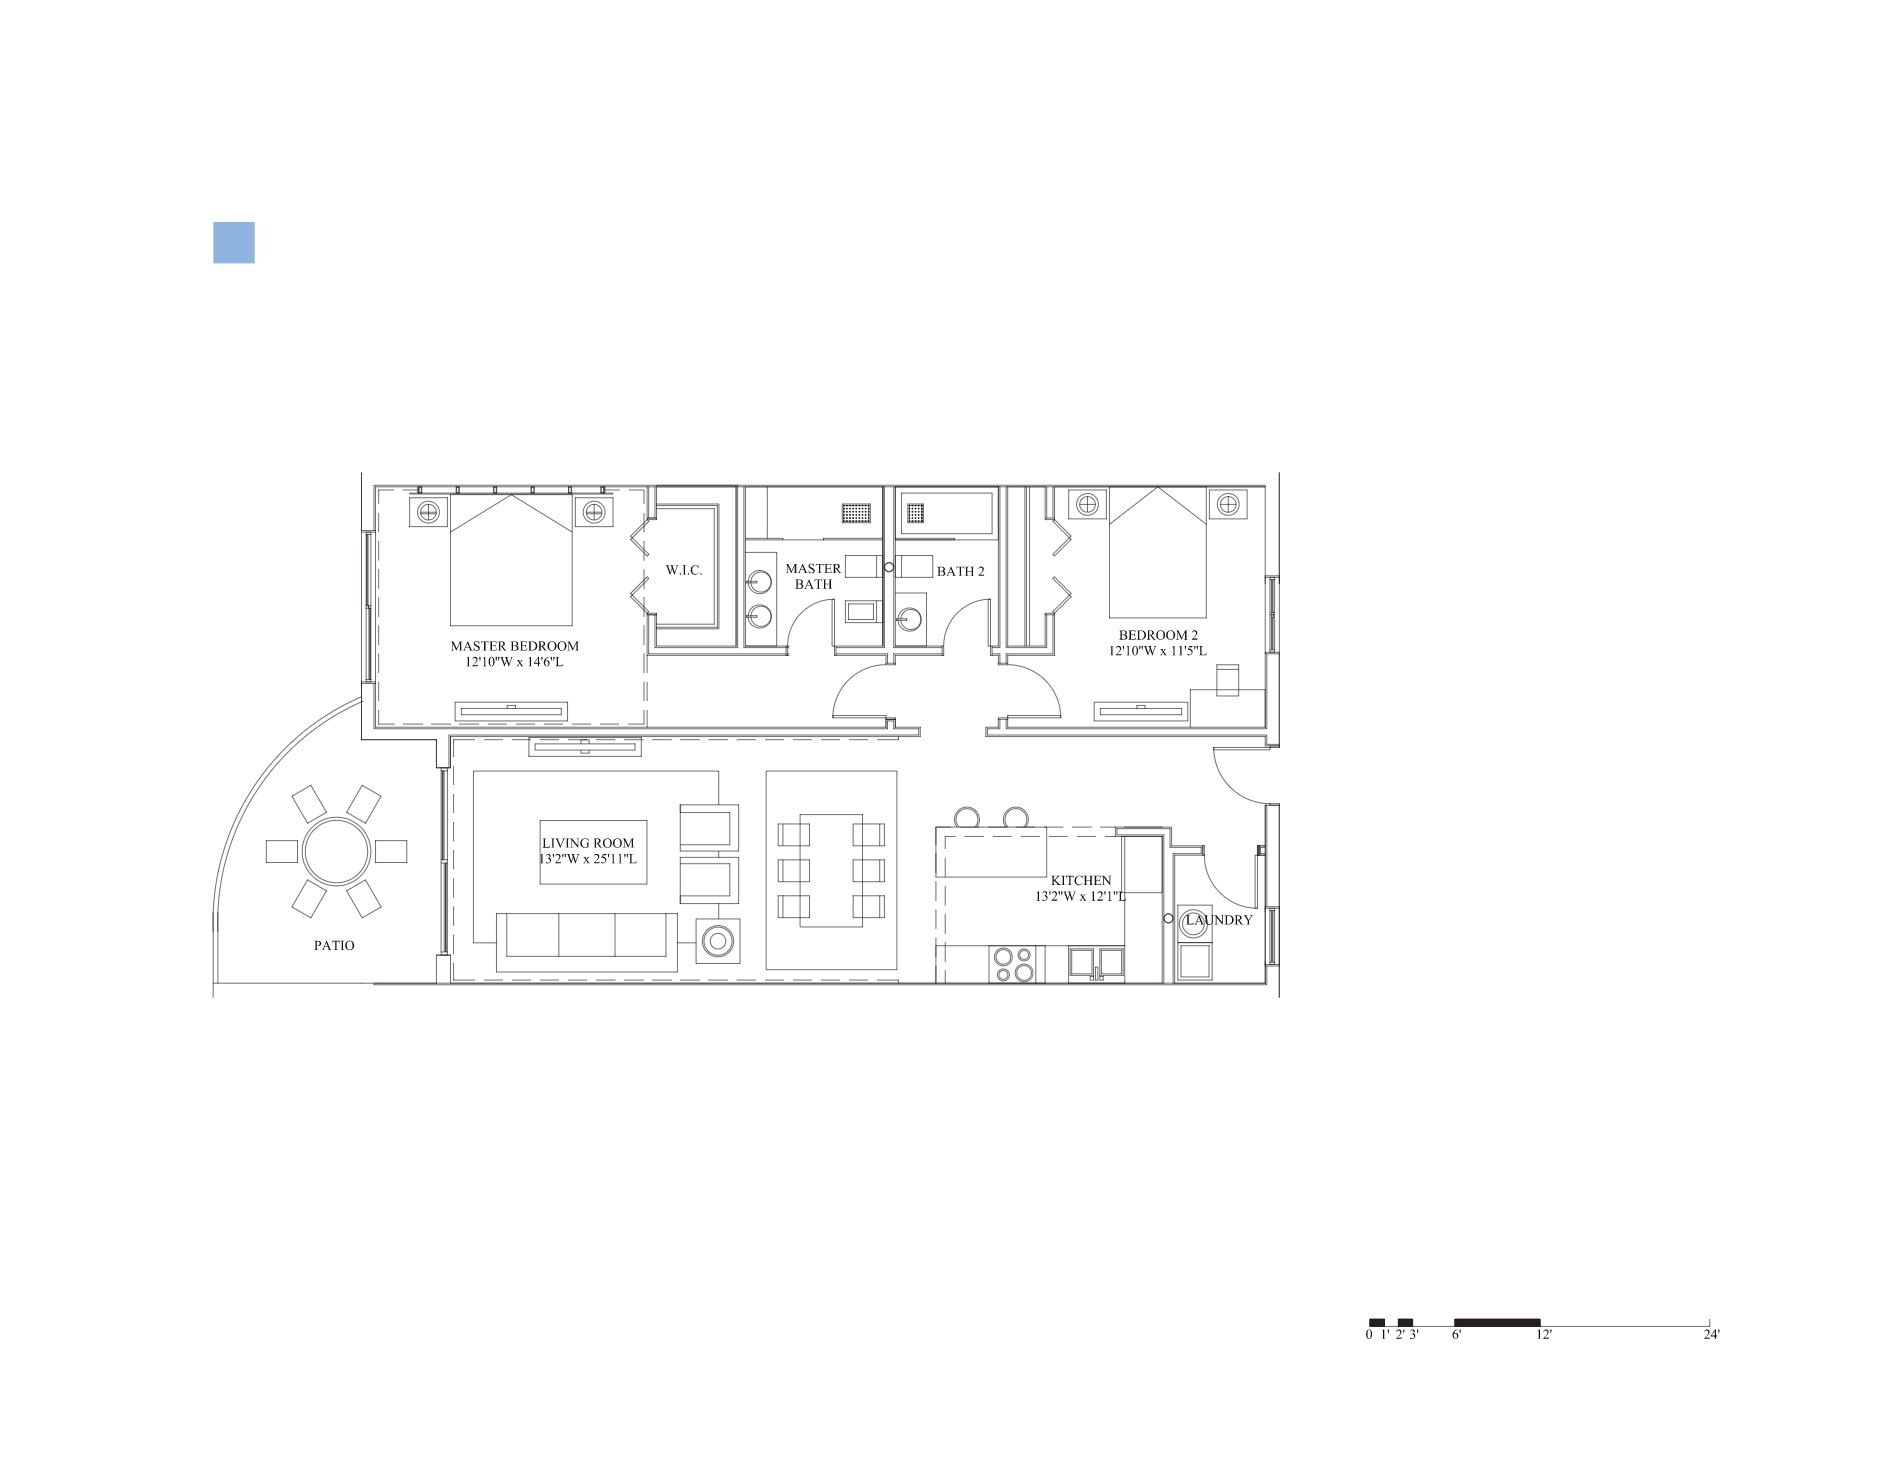 W.I.C.
MASTER
BATH
BATH 2
MASTER BEDROOM
12'10"W x 14'6"L
BEDROOM 2
12'10"W x 11'5"L
LIVING ROOM
13'2"W x 25'11"L
KITCHEN
13'2"W x 12'1"L
LAUNDRY
PATIO
0 1' 2' 3' 6' 12' 24'